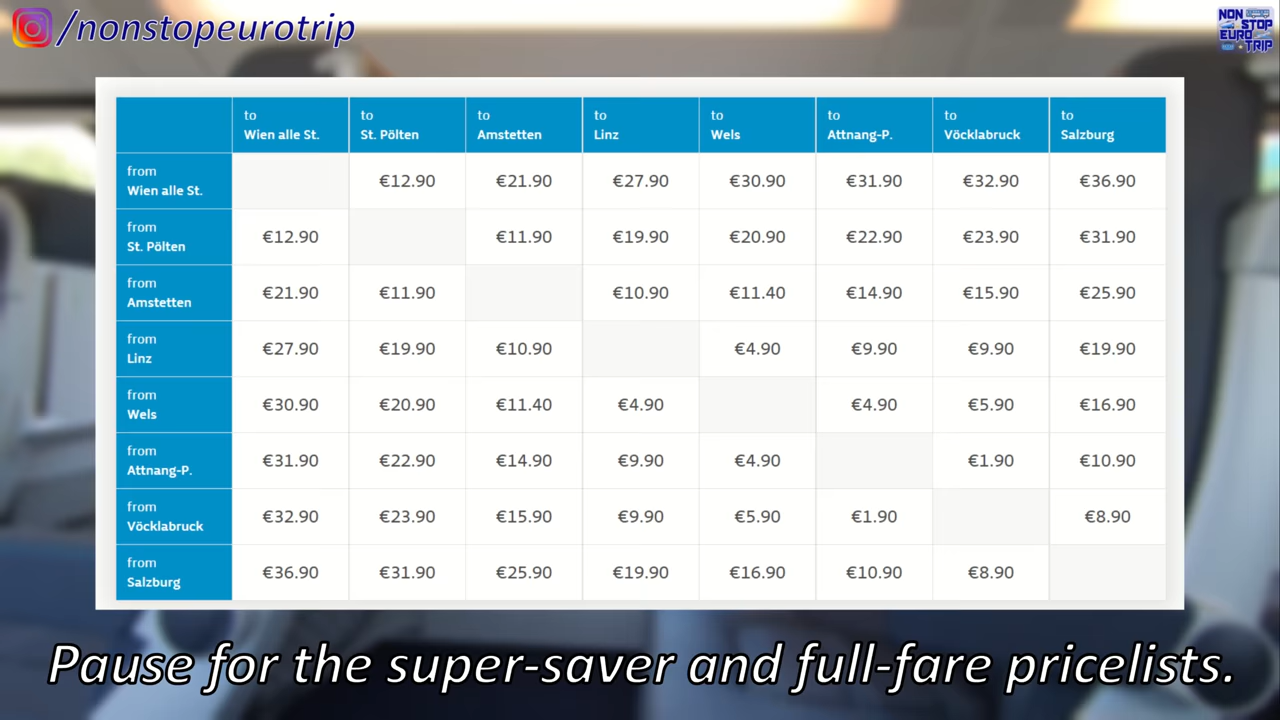 /nonstopeurotrip
NON
STOP
EURO
TRIP
to to to to to to to to
Wien alle St. St. Pölten Amstetten Linz Wels Attnang-P. Vöcklabruck Salzburg
from
Wien alle St. €12.90 €21.90 €27.90 €30.90 €31.90 €32.90 €36.90
from
St. Pölten €12.90 €11.90 €19.90 €20.90 €22.90 €23.90 €31.90
from
Amstetten €21.90 €11.90 €10.90 €11.40 €14.90 €15.90 €25.90
from
Linz €27.90 €19.90 €10.90 €4.90 €9.90 €9.90 €19.90
from
Wels €30.90 €20.90 €11.40 €4.90 €4.90 €5.90 €16.90
from
Attnang-P. €31.90 €22.90 €14.90 €9.90 €4.90 €1.90 €10.90
from
Vöcklabruck €32.90 €23.90 €15.90 €9.90 €5.90 €1.90 €8.90
from
Salzburg €36.90 €31.90 €25.90 €19.90 €16.90 €10.90 €8.90
Pause for the super-saver and full-fare pricelists.